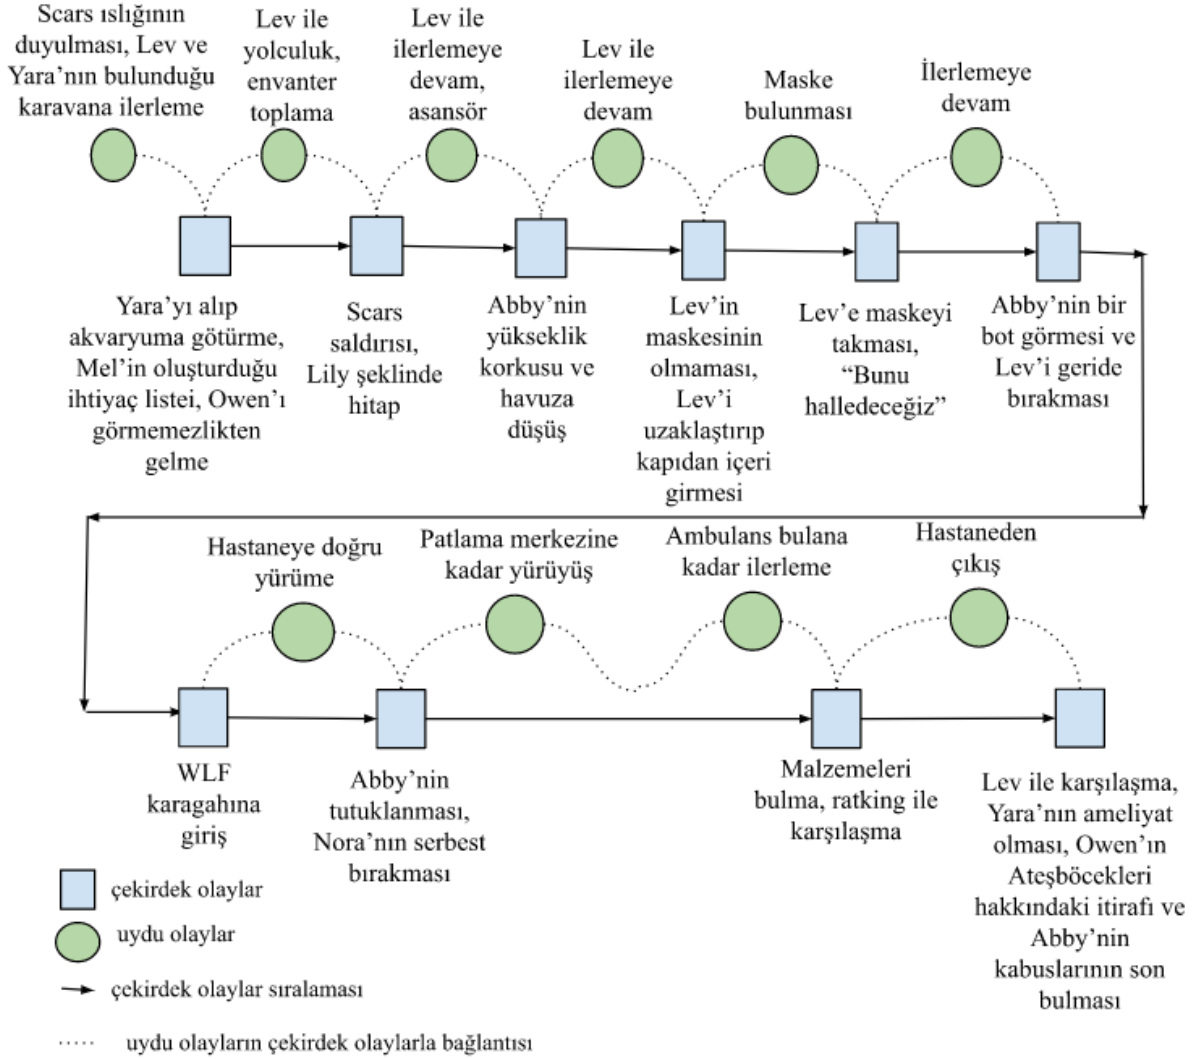 Scars ıslığının
duyulması, Lev ve
Yara’nın bulunduğu
karavana ilerleme
Lev ile
yolculuk,
envanter
toplama
Lev ile
ilerlemeye
devam,
asansör
Lev ile
ilerlemeye
devam
Maske
bulunması
İlerlemeye
devam
Yara’yı alıp
akvaryuma götürme,
Mel’in oluşturduğu
ihtiyaç listei, Owen’ı
görmemezlikten
gelme
Scars
saldırısı,
Lily şeklinde
hitap
Abby’nin
yükseklik
korkusu ve
havuza
düşüş
Lev’in
maskesinin
olmaması,
Lev’i
uzaklaştırıp
kapıdan içeri
girmesi
Lev’e maskeyi
takması,
“Bunu
halledeceğiz”
Abby’nin bir
bot görmesi ve
Lev’i geride
bırakması
Hastaneye doğru
yürüme
Patlama merkezine
kadar yürüyüş
Ambulans bulana
kadar ilerleme
Hastaneden
çıkış
WLF
karagahına
giriş
Abby’nin
tutuklanması,
Nora’nın serbest
bırakması
Malzemeleri
bulma, ratking ile
karşılaşma
Lev ile karşılaşma,
Yara’nın ameliyat
olması, Owen’ın
Ateşböcekleri
hakkındaki itirafı ve
Abby’nin
kabuslarının son
bulması
çekirdek olaylar
uydu olaylar
çekirdek olaylar sıralaması
uydu olayların çekirdek olaylarla bağlantısı